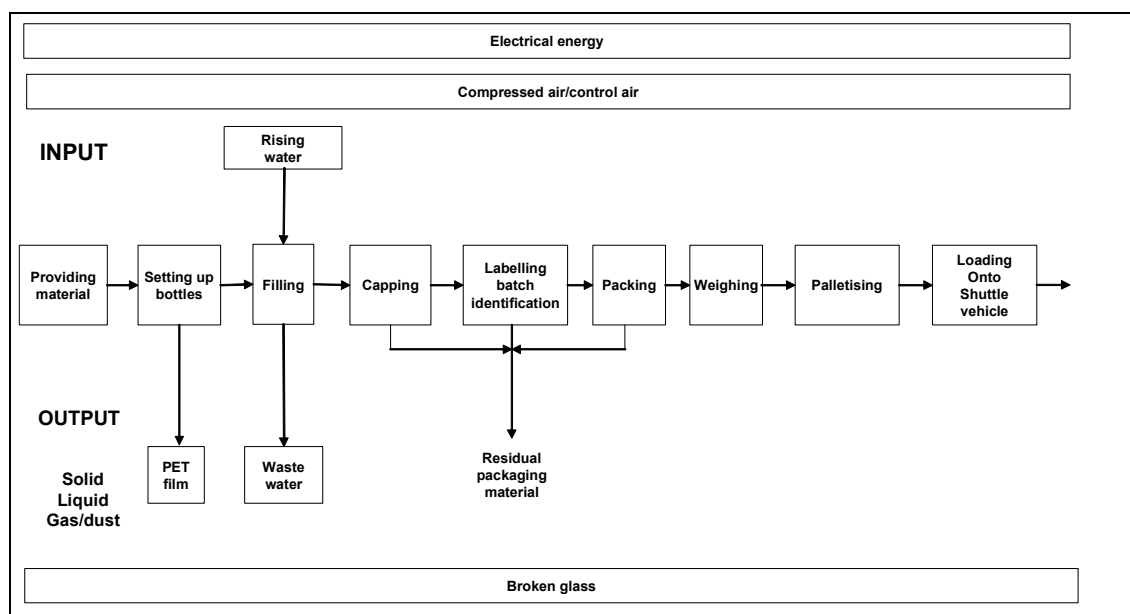 Electrical energy
Compressed air/control air
INPUT
Rising
water
Providing
material
Setting up
bottles
Filling
Capping
Labelling
batch
identification
Packing
Weighing
Palletising
Loading
Onto
Shuttle
vehicle
OUTPUT
Solid
Liquid
Gas/dust
PET
film
Waste
water
Residual
packaging
material
Broken glass